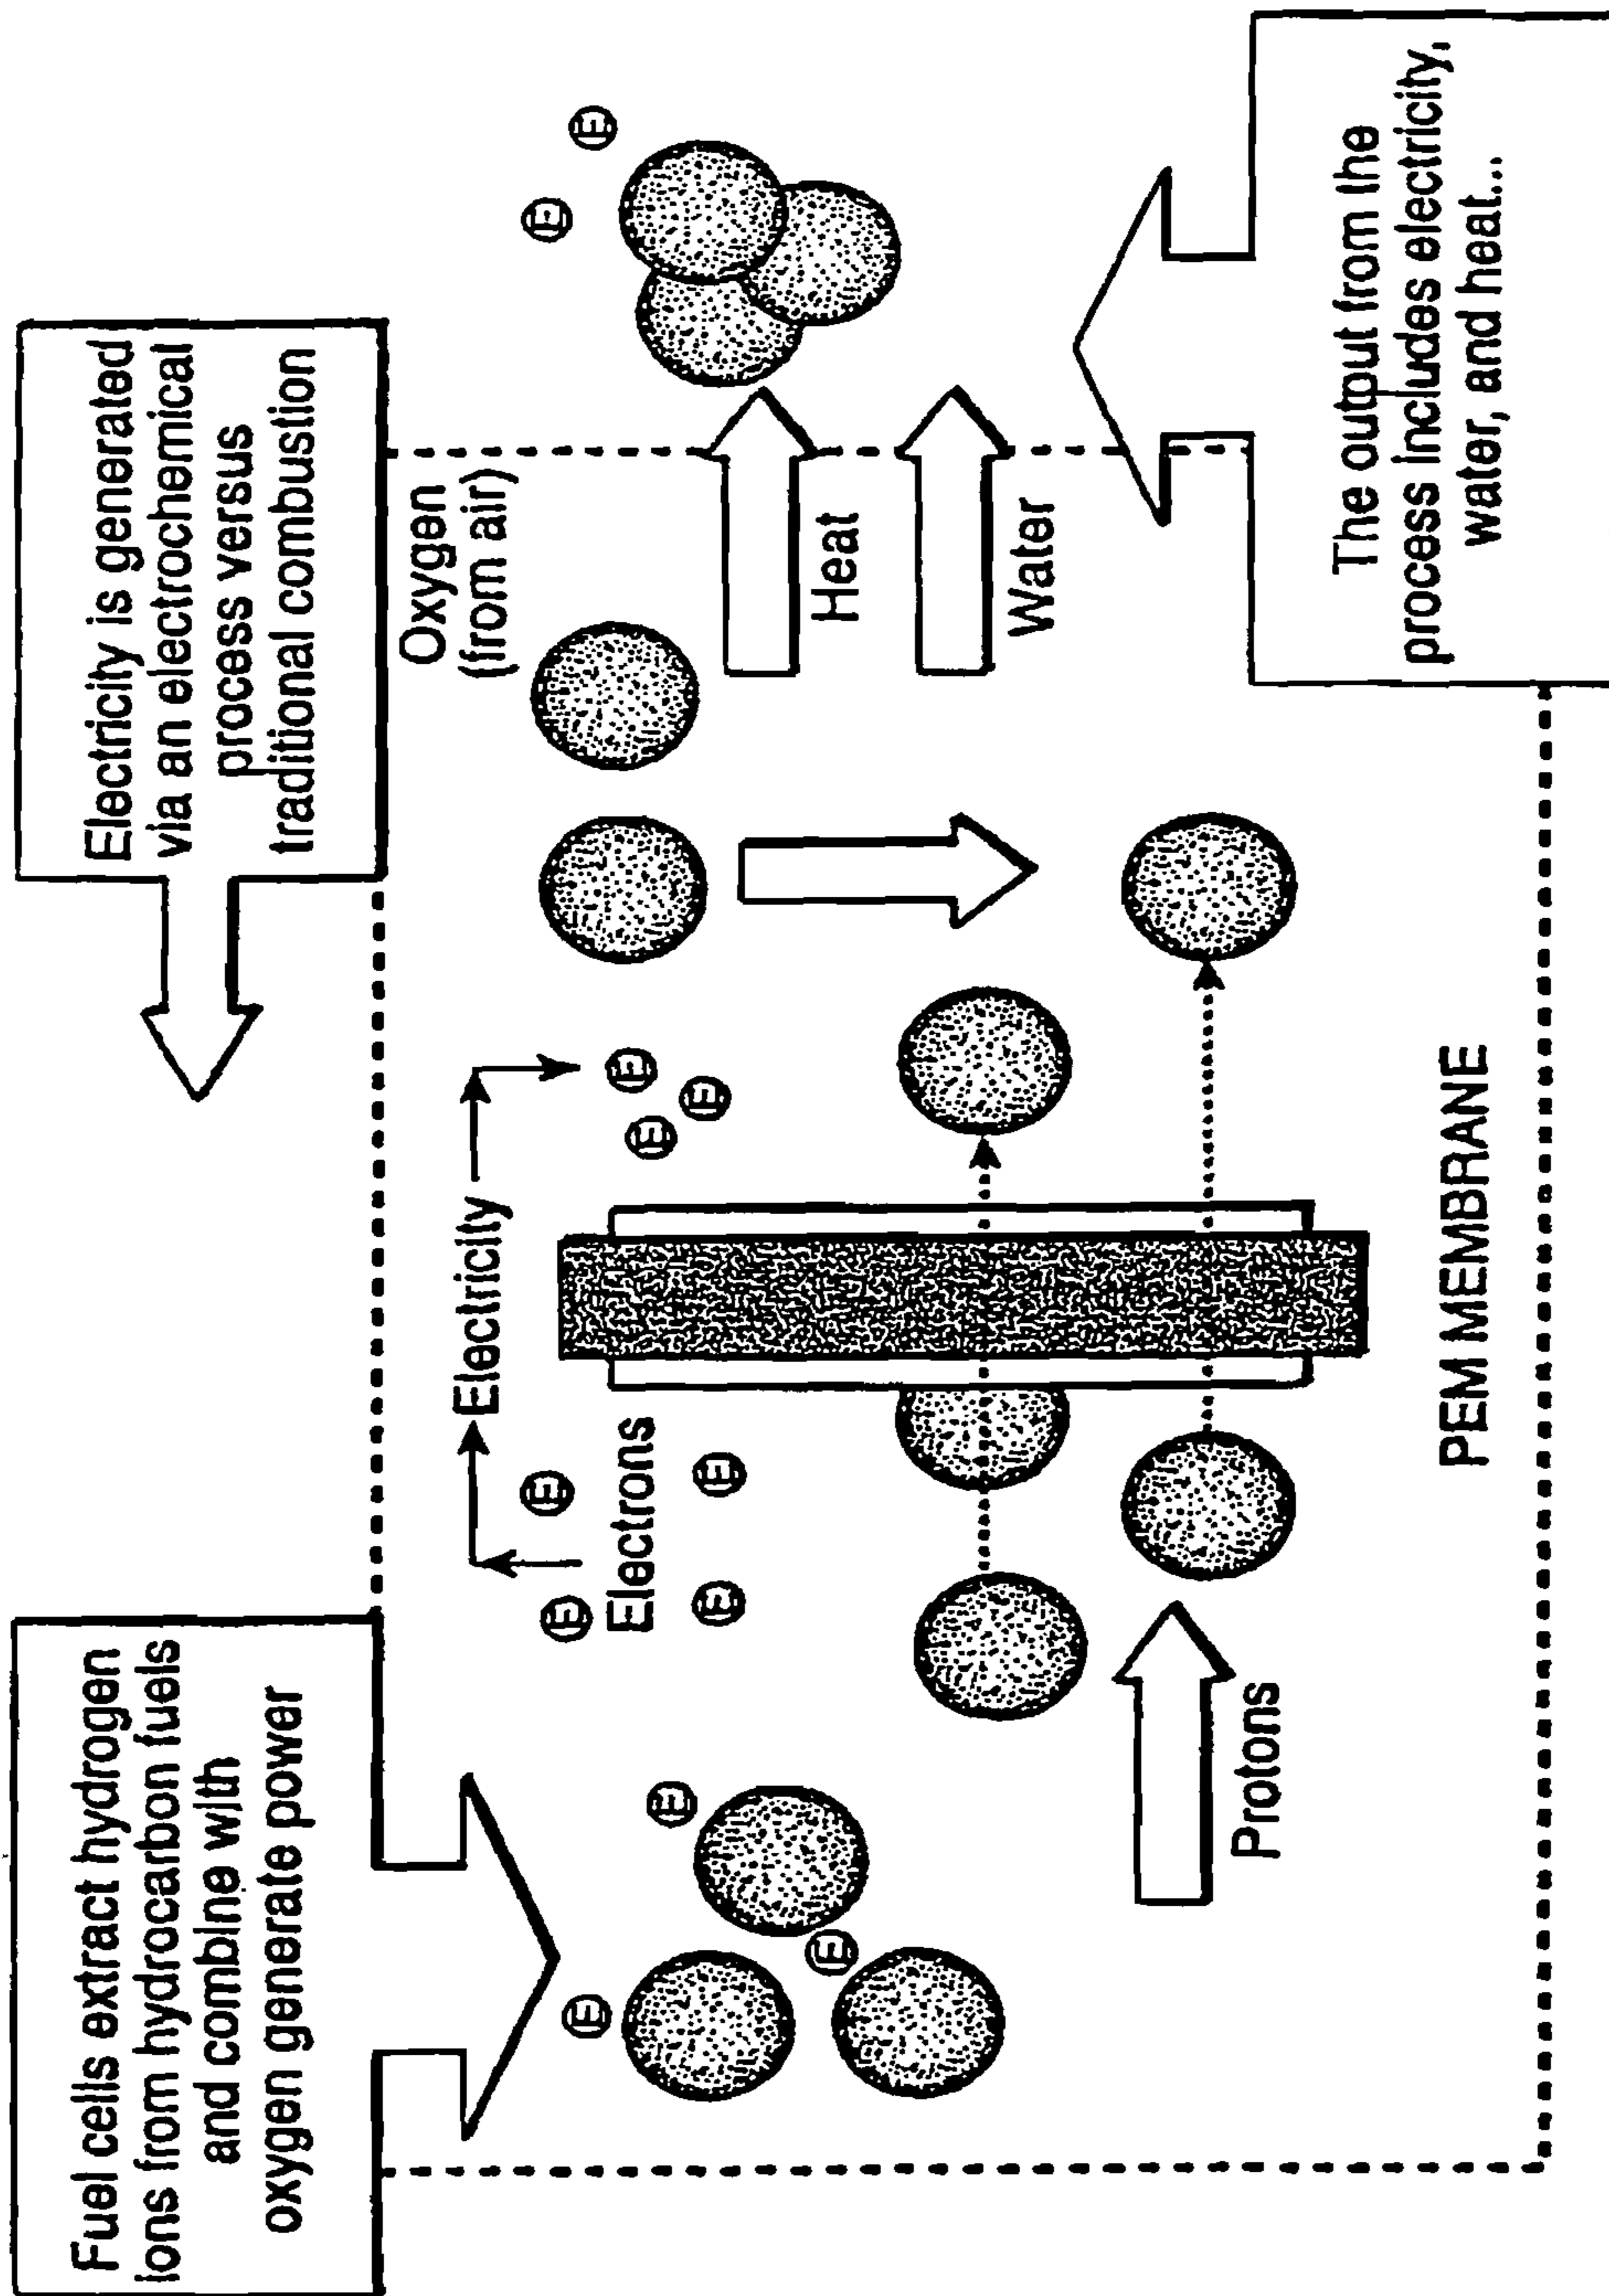 Fuel cells extract hydrogen
ions from hydrocarbon fuels
and combine with
oxygen generate power
Electricity is generated
via an electrochemical
process versus
traditional combustion
Electricity
Oxygen
(from air)
E
E
E
E
E
E
E
Electrons
E
E
E
E
E
Heat
Water
Protons
PEM MEMBRANE
The output from the
process includes electricity,
water, and heat...